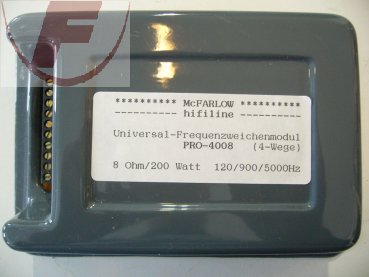 ********** McFARLOW **********
---------- hifiline ----------
Universal-Frequenzweichenmodul
PRO-4008 (4-Wege)
8 Ohm/200 Watt 120/900/5000Hz